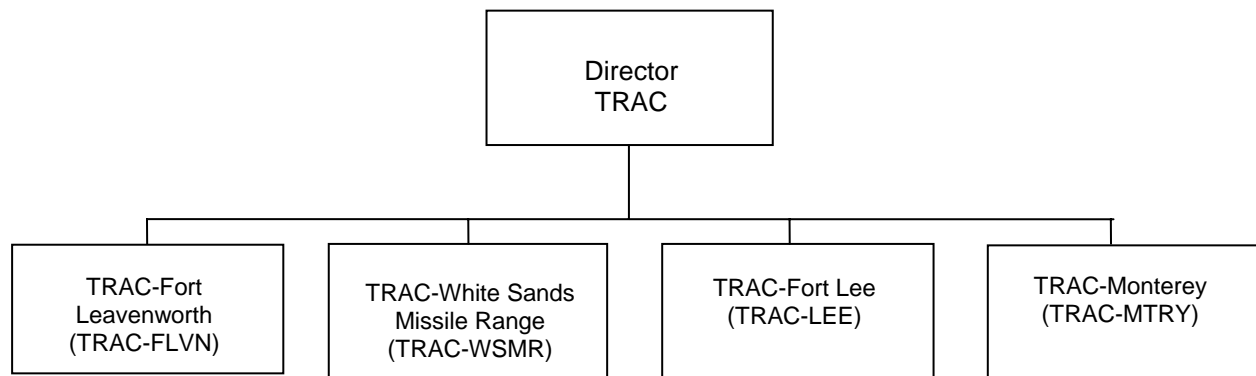 Director
TRAC
TRAC-Fort
Leavenworth
(TRAC-FLVN)
TRAC-White Sands
Missile Range
(TRAC-WSMR)
TRAC-Fort Lee
(TRAC-LEE)
TRAC-Monterey
(TRAC-MTRY)